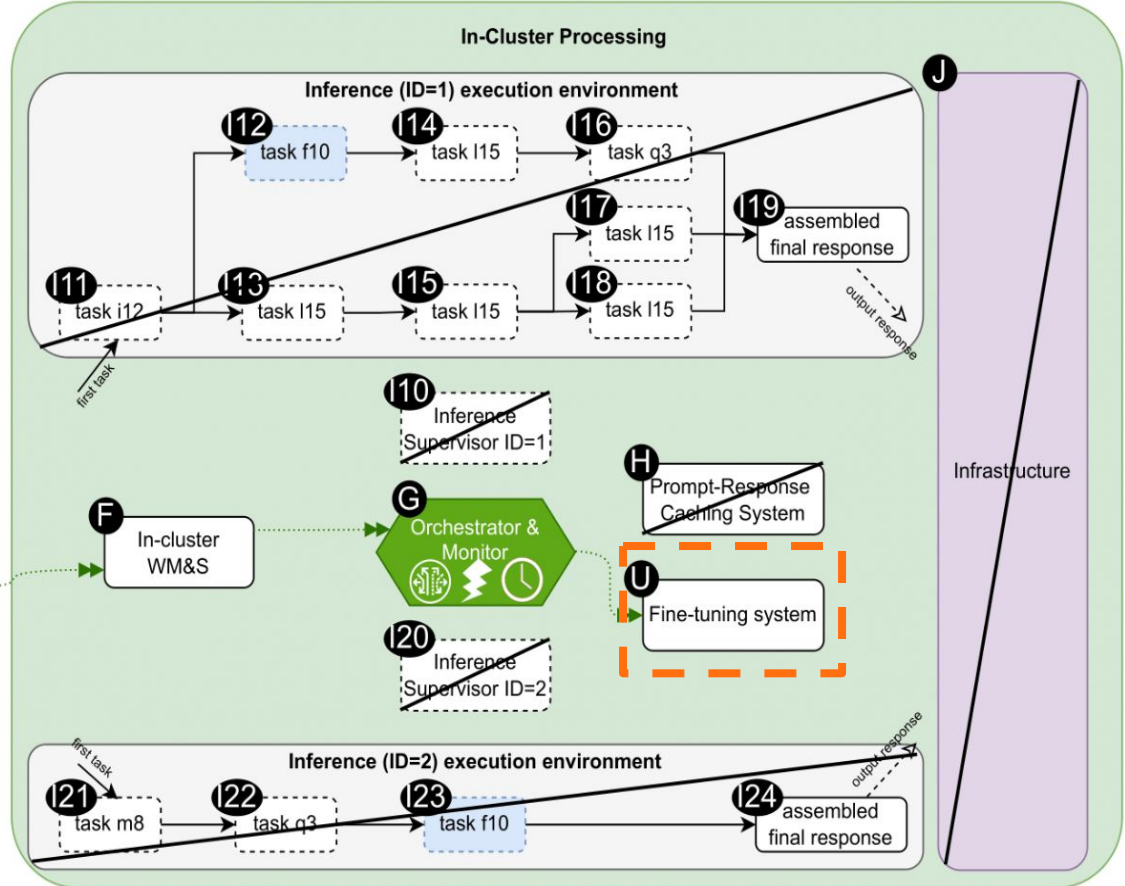 In-Cluster Processing
Inference (ID=1) execution environment
J
I12
task f10
I14
task l15
I16
task q3
I17
task l15
I19
assembled
final response
I11
task i12
I13
task l15
I15
task l15
I18
task l15
first task
output response
I10
Inference
Supervisor ID=1
Infrastructure
H
Prompt-Response
Caching System
F
In-cluster
WM&S
G
Orchestrator &
Monitor
U
Fine-tuning system
I20
Inference
Supervisor ID=2
Inference (ID=2) execution environment
first task
output response
I21
task m8
I22
task q3
I23
task f10
I24
assembled
final response